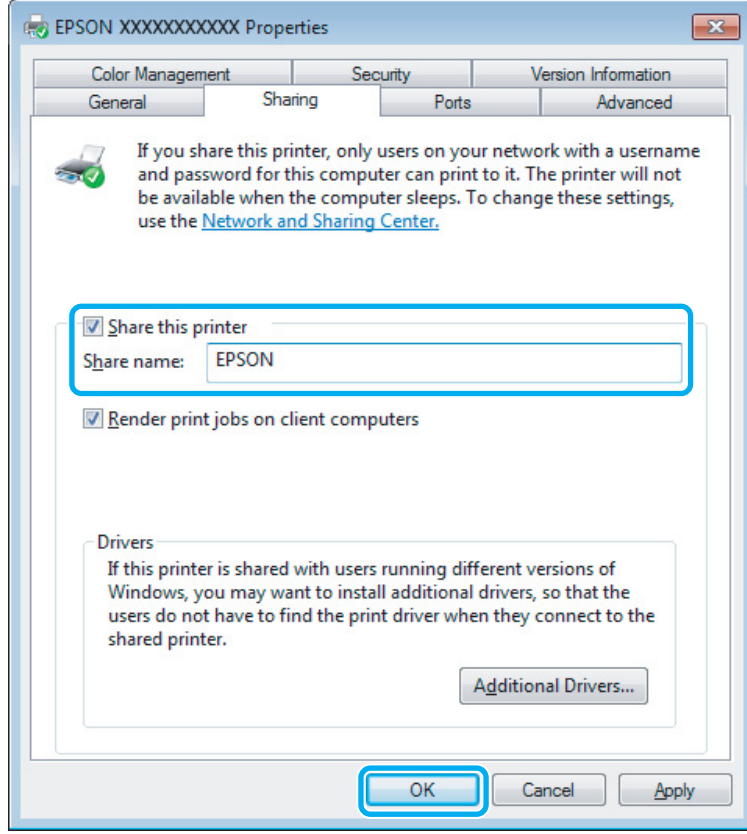 EPSON XXXXXXXXXXX Properties
Color Management Security Version Information
General Sharing Ports Advanced
If you share this printer, only users on your network with a username
and password for this computer can print to it. The printer will not
be available when the computer sleeps. To change these settings,
use the Network and Sharing Center.
Share this printer
Share name: EPSON
Render print jobs on client computers
Drivers
If this printer is shared with users running different versions of
Windows, you may want to install additional drivers, so that the
users do not have to find the print driver when they connect to the
shared printer.
Additional Drivers...
OK Cancel Apply